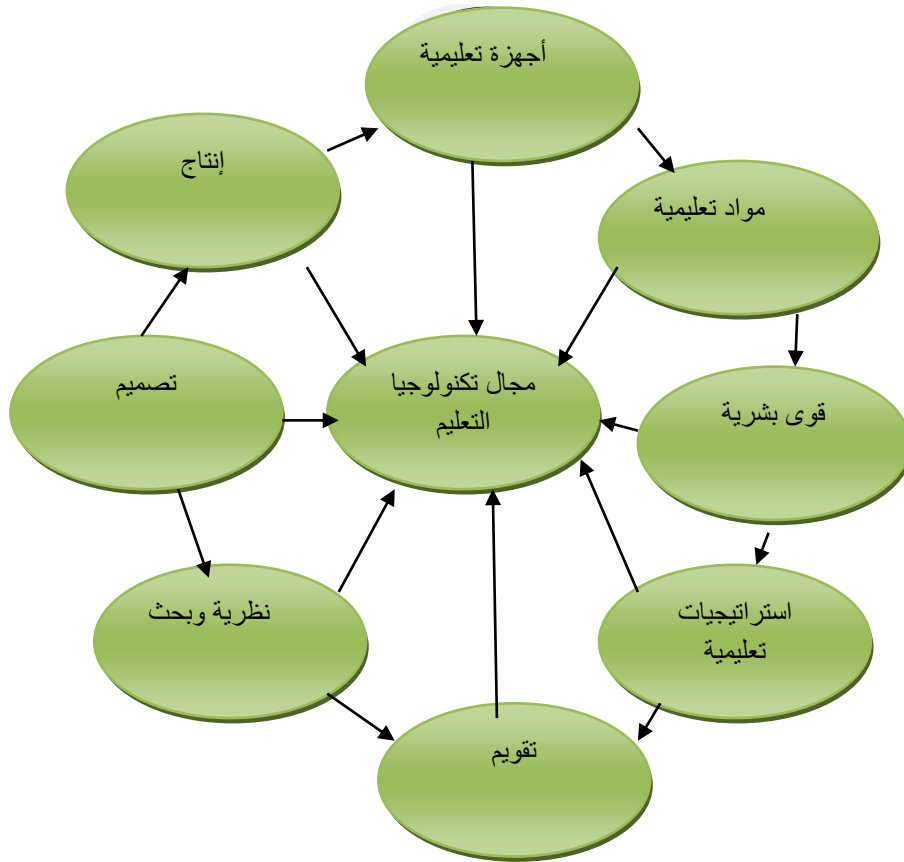 أجهزة تعليمية
إنتاج
مواد تعليمية
تصميم
مجال تكنولوجيا
التعليم
قوى بشرية
نظرية وبحث
استراتيجيات
تعليمية
تقويم